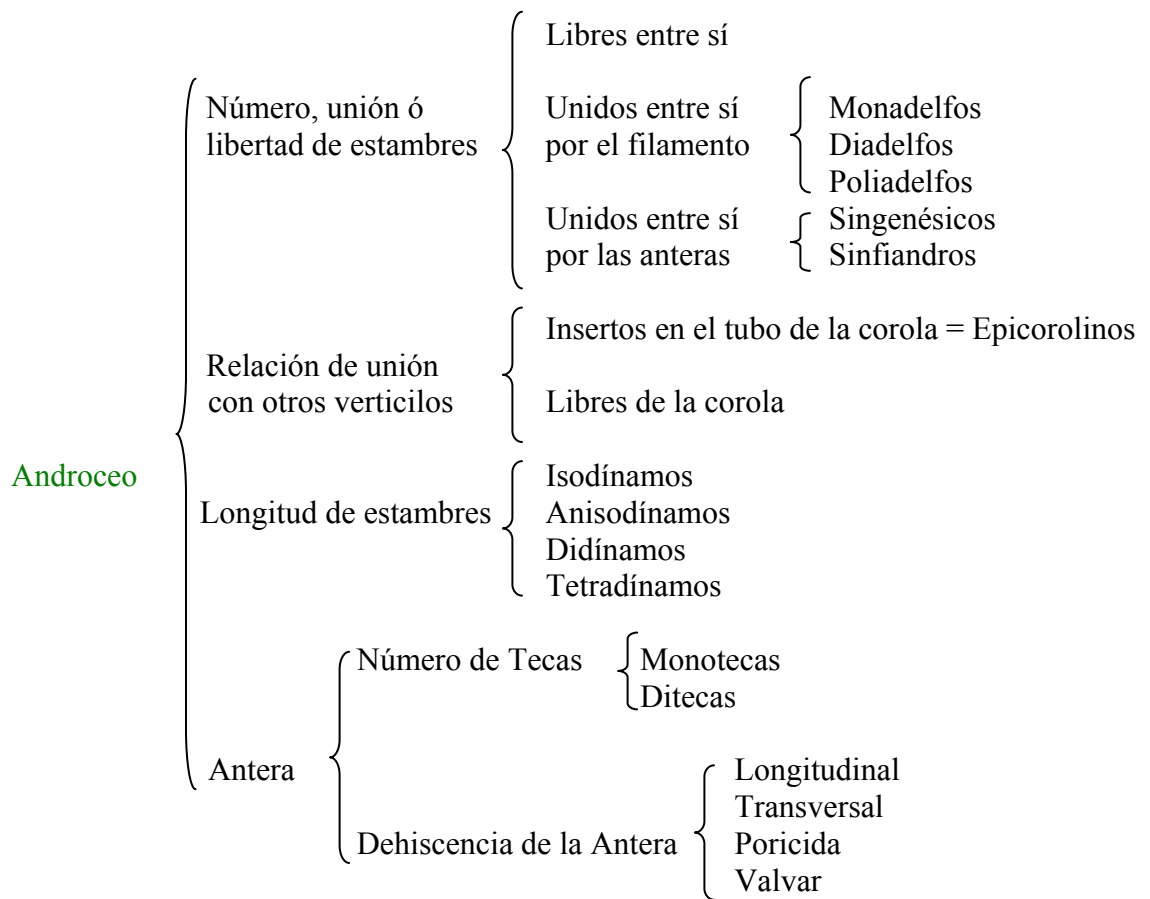 Androceo
Número, unión ó
libertad de estambres
Libres entre sí
Unidos entre sí
por el filamento
Monadelfos
Diadelfos
Poliadelfos
Unidos entre sí
por las anteras
Singenésicos
Sinfiandros
Relación de unión
con otros verticilos
Insertos en el tubo de la corola = Epicorolinos
Libres de la corola
Longitud de estambres
Isodínamos
Anisodínamos
Didínamos
Tetradínamos
Antera
Número de Tecas
Monotecas
Ditecas
Dehiscencia de la Antera
Longitudinal
Transversal
Poricida
Valvar